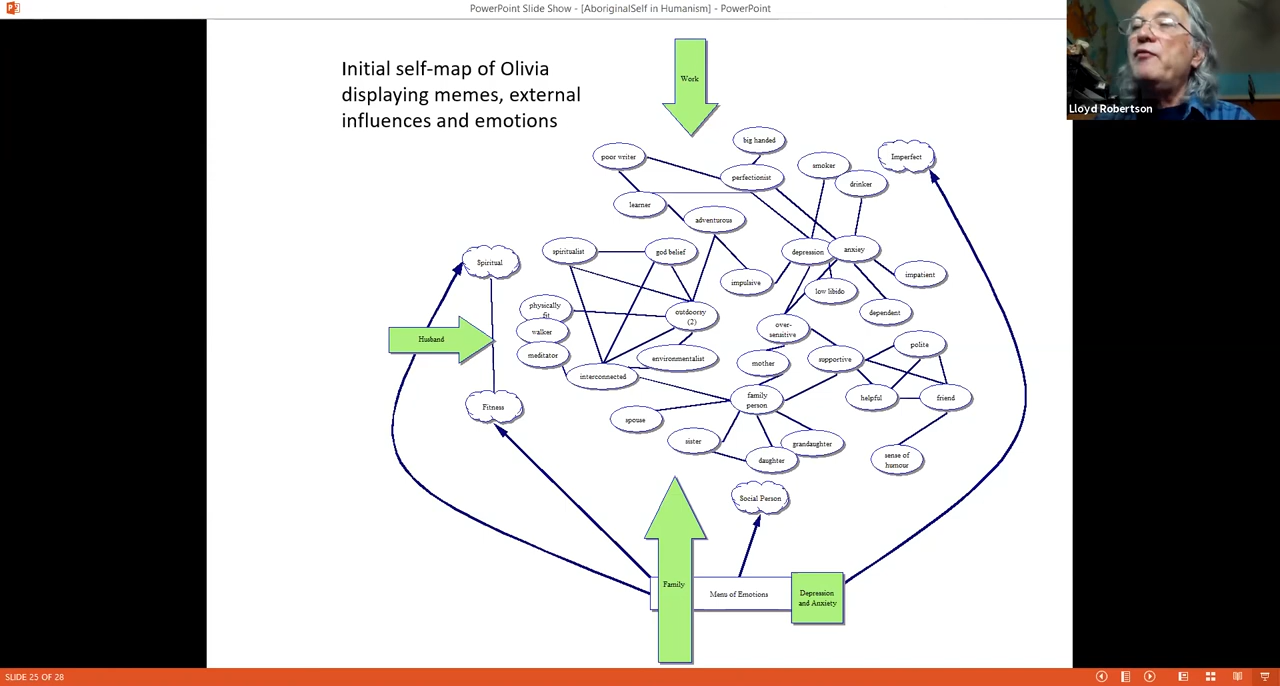 PowerPoint Slide Show - [AboriginalSelf in Humanism] - PowerPoint
Lloyd Robertson
Initial self-map of Olivia
displaying memes, external
influences and emotions
Work
big handed
poor writer
perfectionist
smoker
drinker
Imperfect
learner
adventurous
spiritualist
god belief
depression
anxiey
Spiritual
impulsive
low libido
impatient
dependent
physically
fit
outdoorsy
(2)
walker
over-
sensitive
Husband
meditator
environmentalist
mother
supportive
polite
interconnected
Fitness
family
person
helpful
friend
spouse
sister
grandaughter
daughter
sense of
humour
Social Person
Family
Menu of Emotions
Depression
and Anxiety
SLIDE 25 OF 28